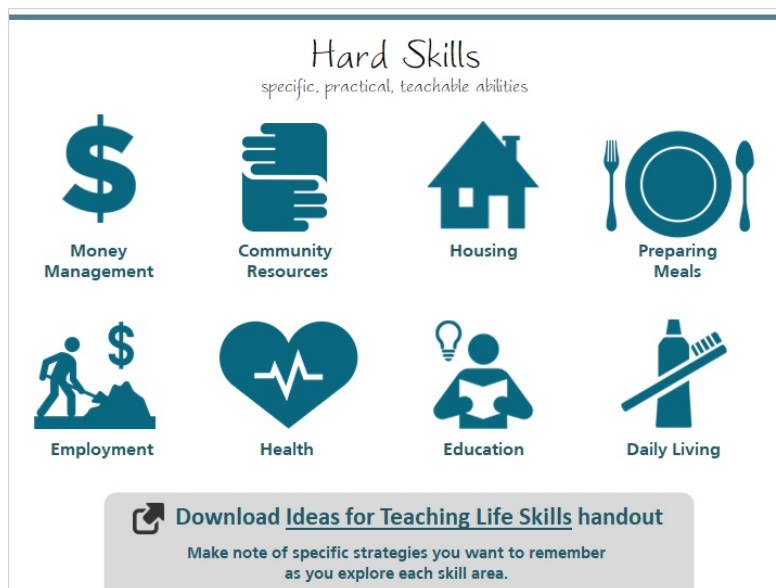 Hard Skills
specific, practical, teachable abilities
$
Money
Management
Community
Resources
Housing
Preparing
Meals
$
Employment
Health
Education
Daily Living
Download Ideas for Teaching Life Skills handout
Make note of specific strategies you want to remember
as you explore each skill area.